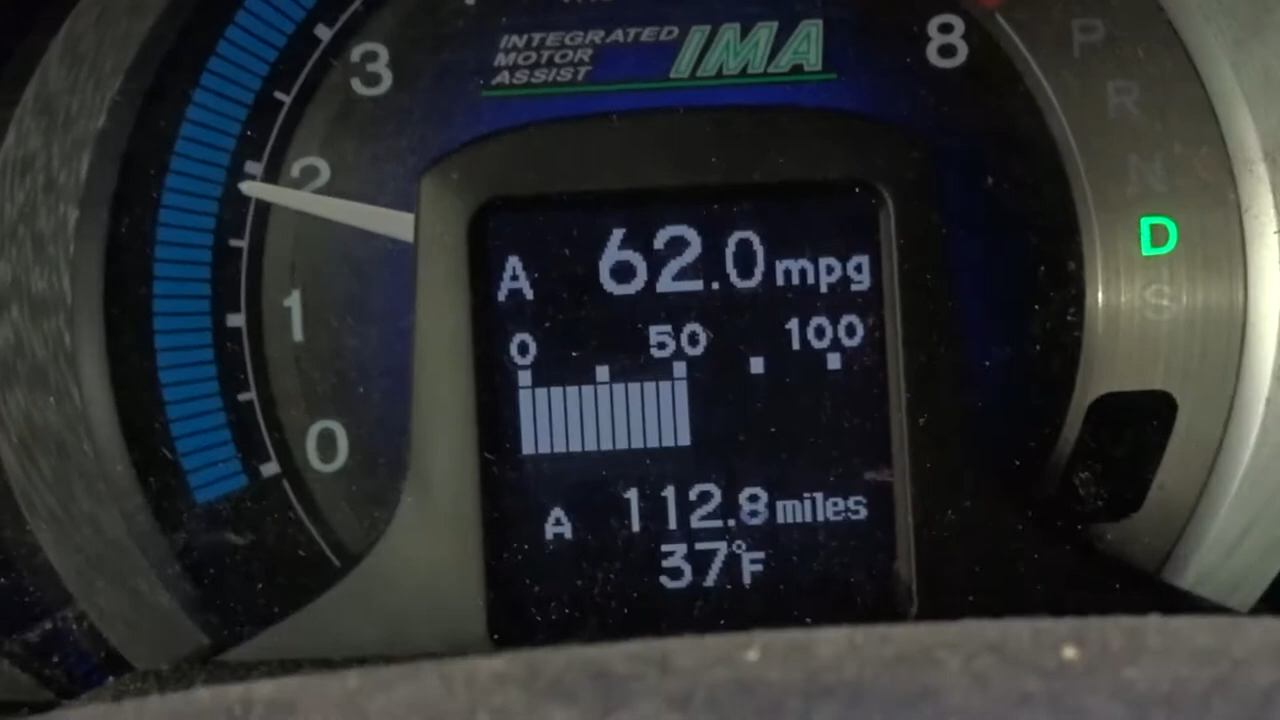 INTEGRATED
MOTOR
ASSIST
IMA
3
2
1
0
8
P
R
N
D
S
A 62.0 mpg
0 50 100
A 112.8 miles
37°F